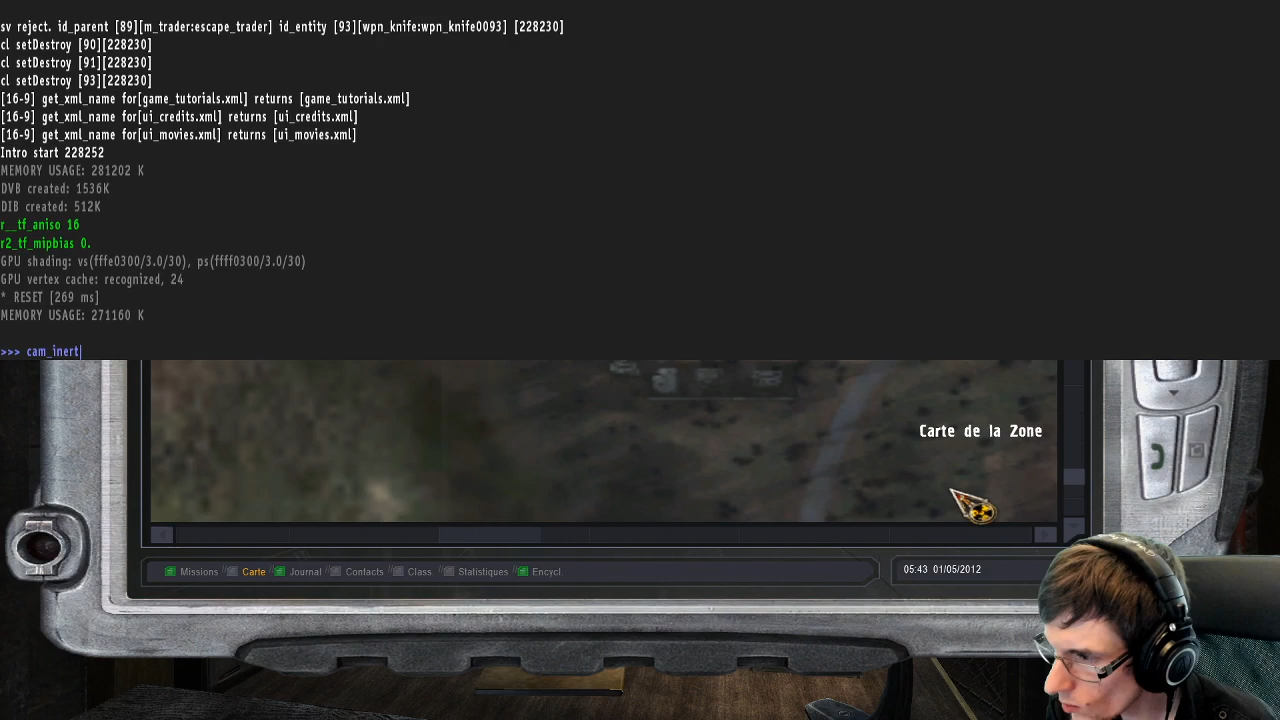 sv reject. id_parent [89][m_trader:escape_trader] id_entity [93][wpn_knife:wpn_knife0093] [228230]
cl setDestroy [90][228230]
cl setDestroy [91][228230]
cl setDestroy [93][228230]
[16-9] get_xml_name for[game_tutorials.xml] returns [game_tutorials.xml]
[16-9] get_xml_name for[ui_credits.xml] returns [ui_credits.xml]
[16-9] get_xml_name for[ui_movies.xml] returns [ui_movies.xml]
Intro start 228252
MEMORY USAGE: 281202 K
DVB created: 1536K
DIB created: 512K
r__tf_aniso 16
r2_tf_mipbias 0.
GPU shading: vs(fffe0300/3.0/30), ps(ffff0300/3.0/30)
GPU vertex cache: recognized, 24
* RESET [269 ms]
MEMORY USAGE: 271160 K
>>> cam_inert
Carte de la Zone
Missions // Carte // Journal // Contacts // Class // Statistiques // Encycl.
05:43 01/05/2012